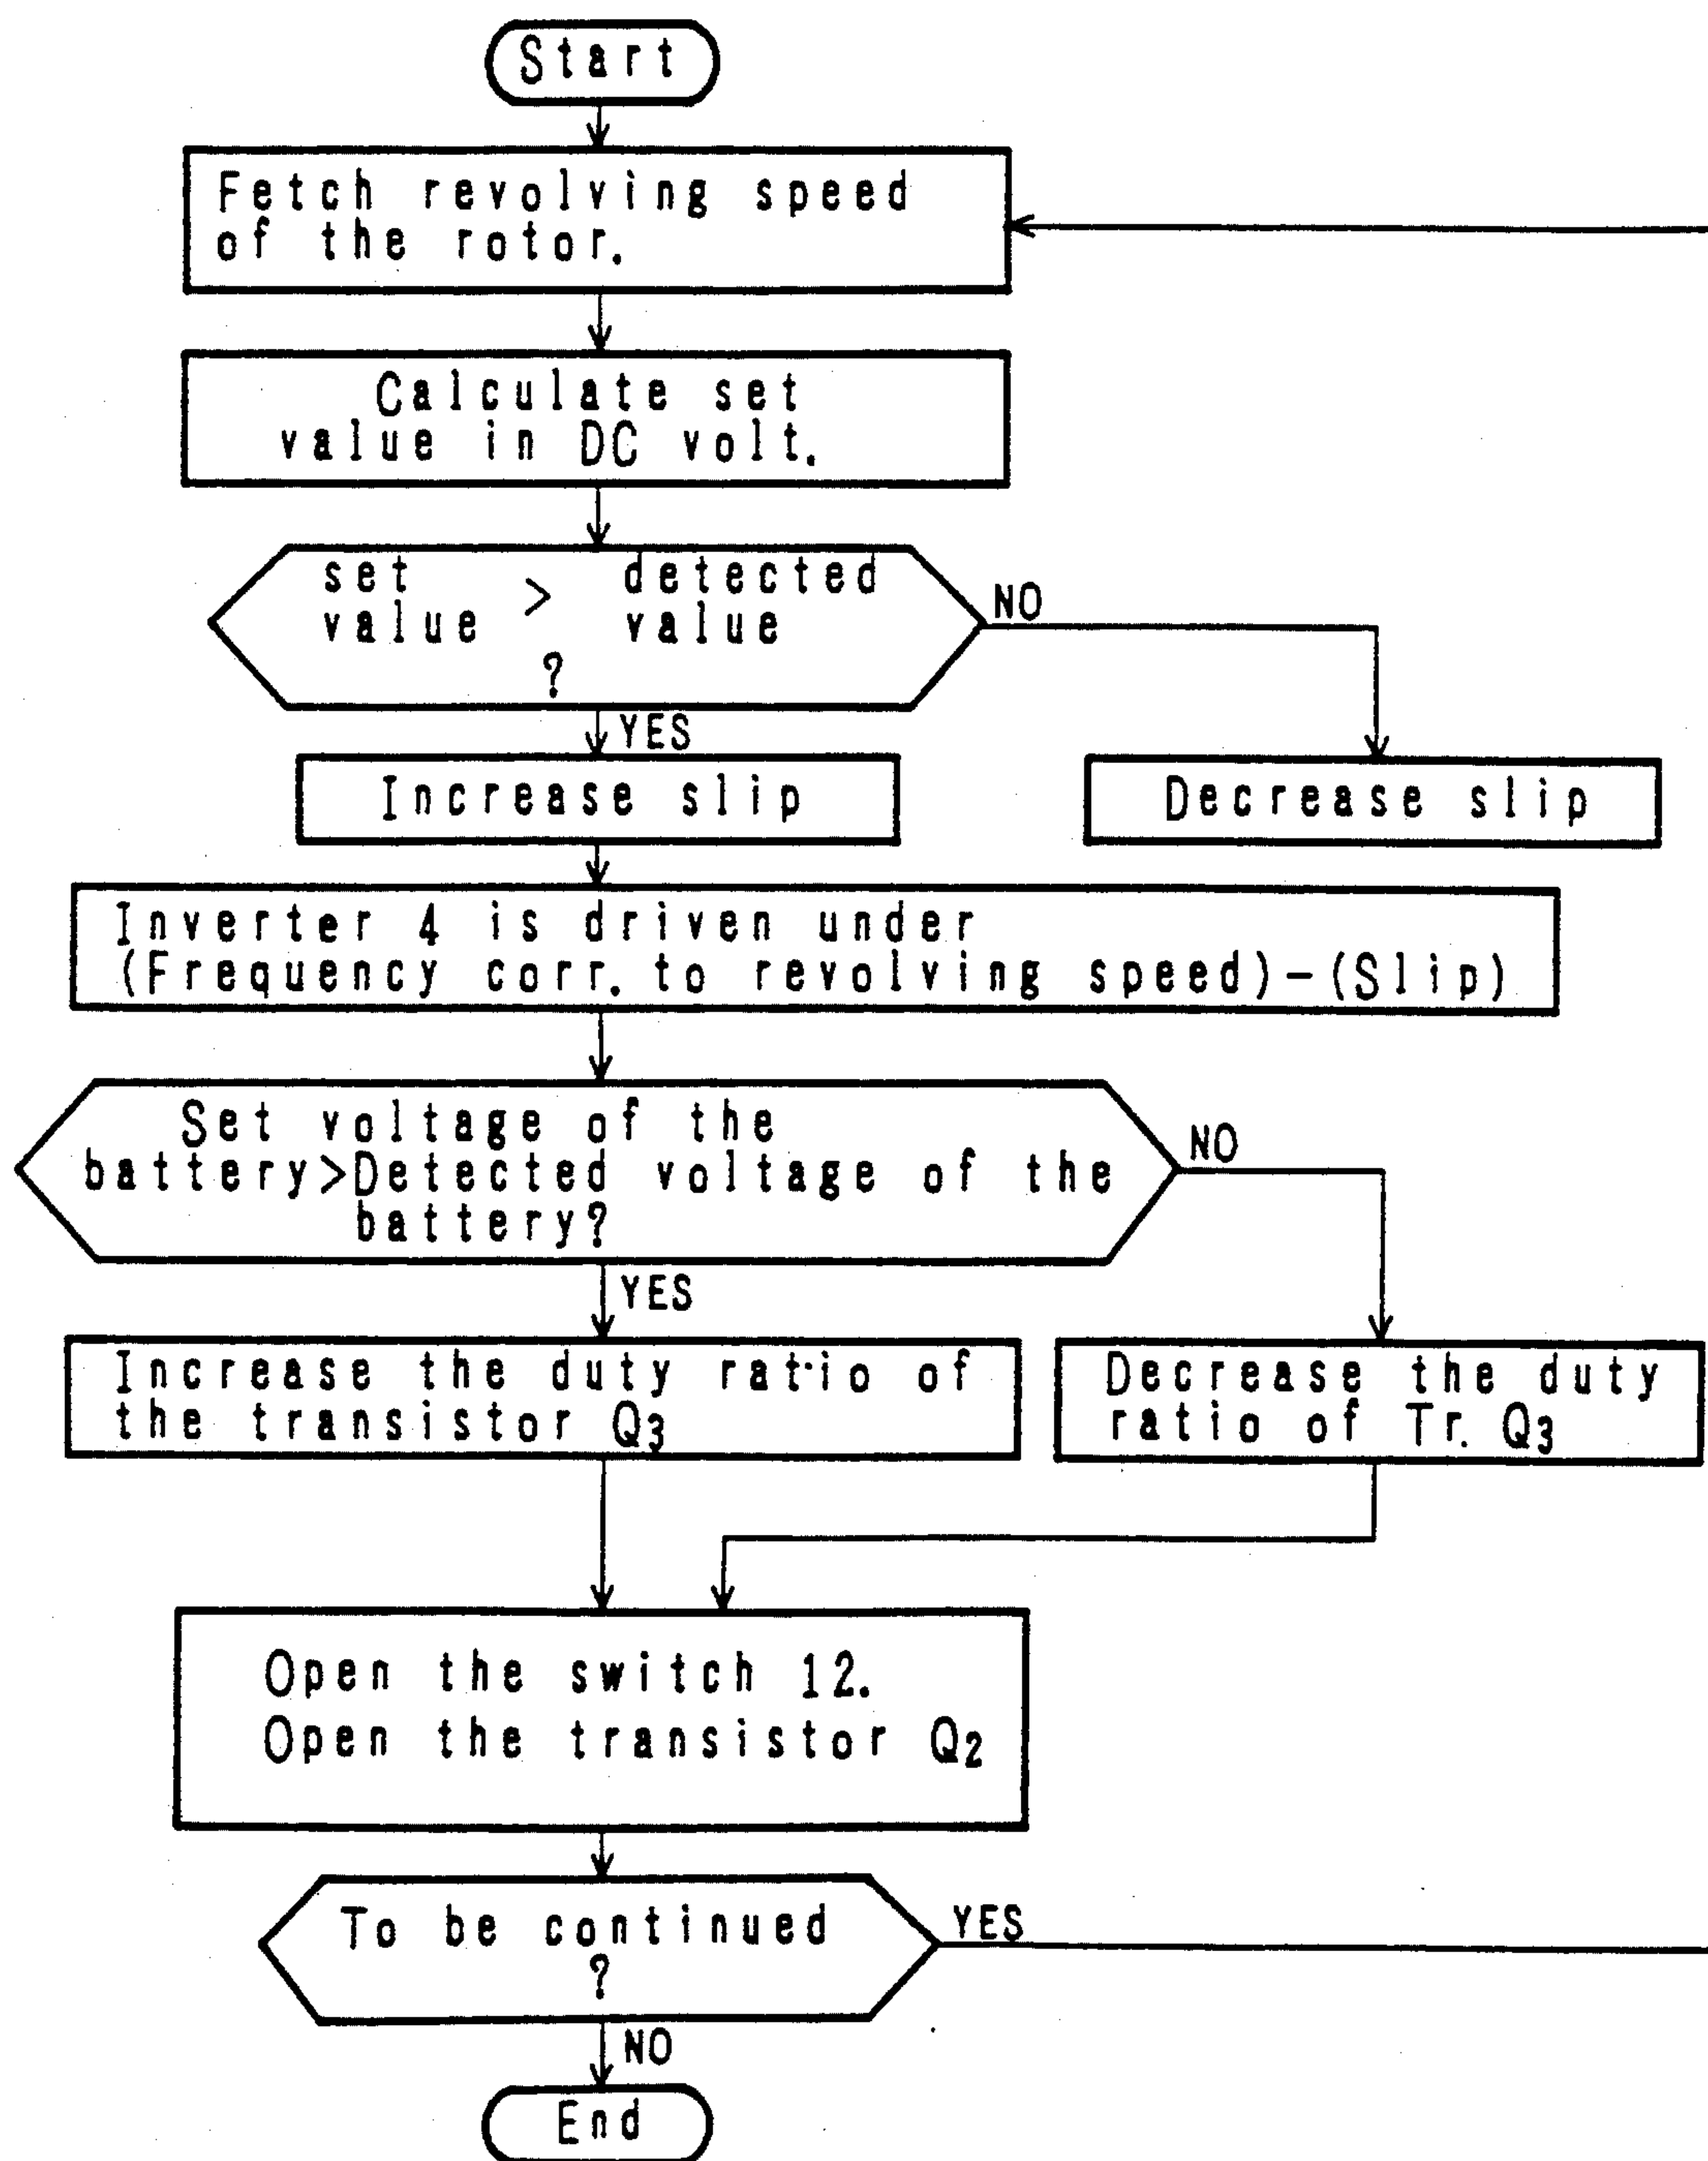 Start
Fetch revolving speed
of the rotor.
Calculate set
value in DC volt.
set > detected
value value
?
NO
YES
Increase slip
Decrease slip
Inverter 4 is driven under
(Frequency corr. to revolving speed)-(Slip)
Set voltage of the
battery>Detected voltage of the
battery?
NO
YES
Increase the duty ratio of
the transistor Q3
Decrease the duty
ratio of Tr. Q3
Open the switch 12.
Open the transistor Q2
To be continued
?
YES
NO
End